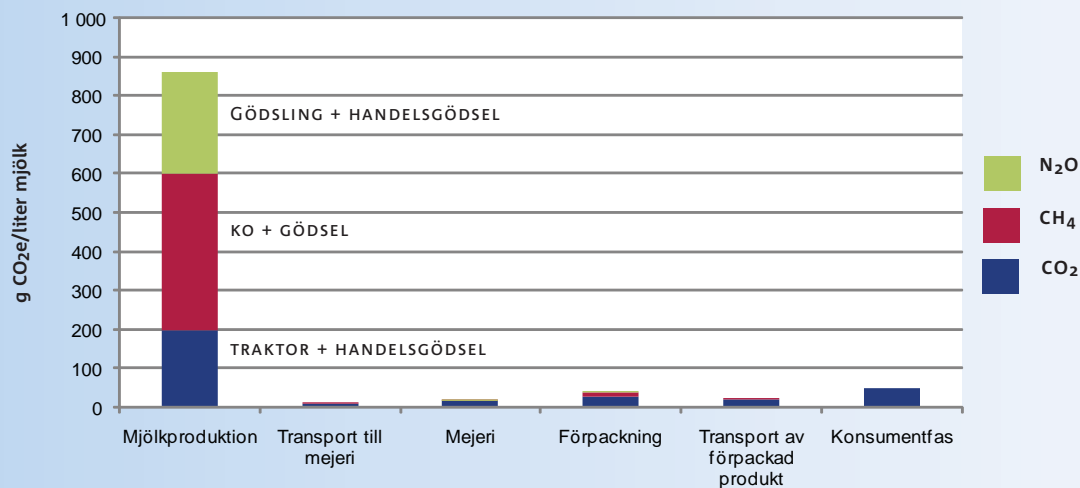 g CO₂e/liter mjölk
1 000
900
800
700
600
500
400
300
200
100
0
GÖDSLING + HANDELSGÖDSEL
KO + GÖDSEL
TRAKTOR + HANDELSGÖDSEL
Mjölkproduktion
Transport till
mejeri
Mejeri
Förpackning
Transport av
förpackad
produkt
Konsumentfas
N₂O
CH₄
CO₂